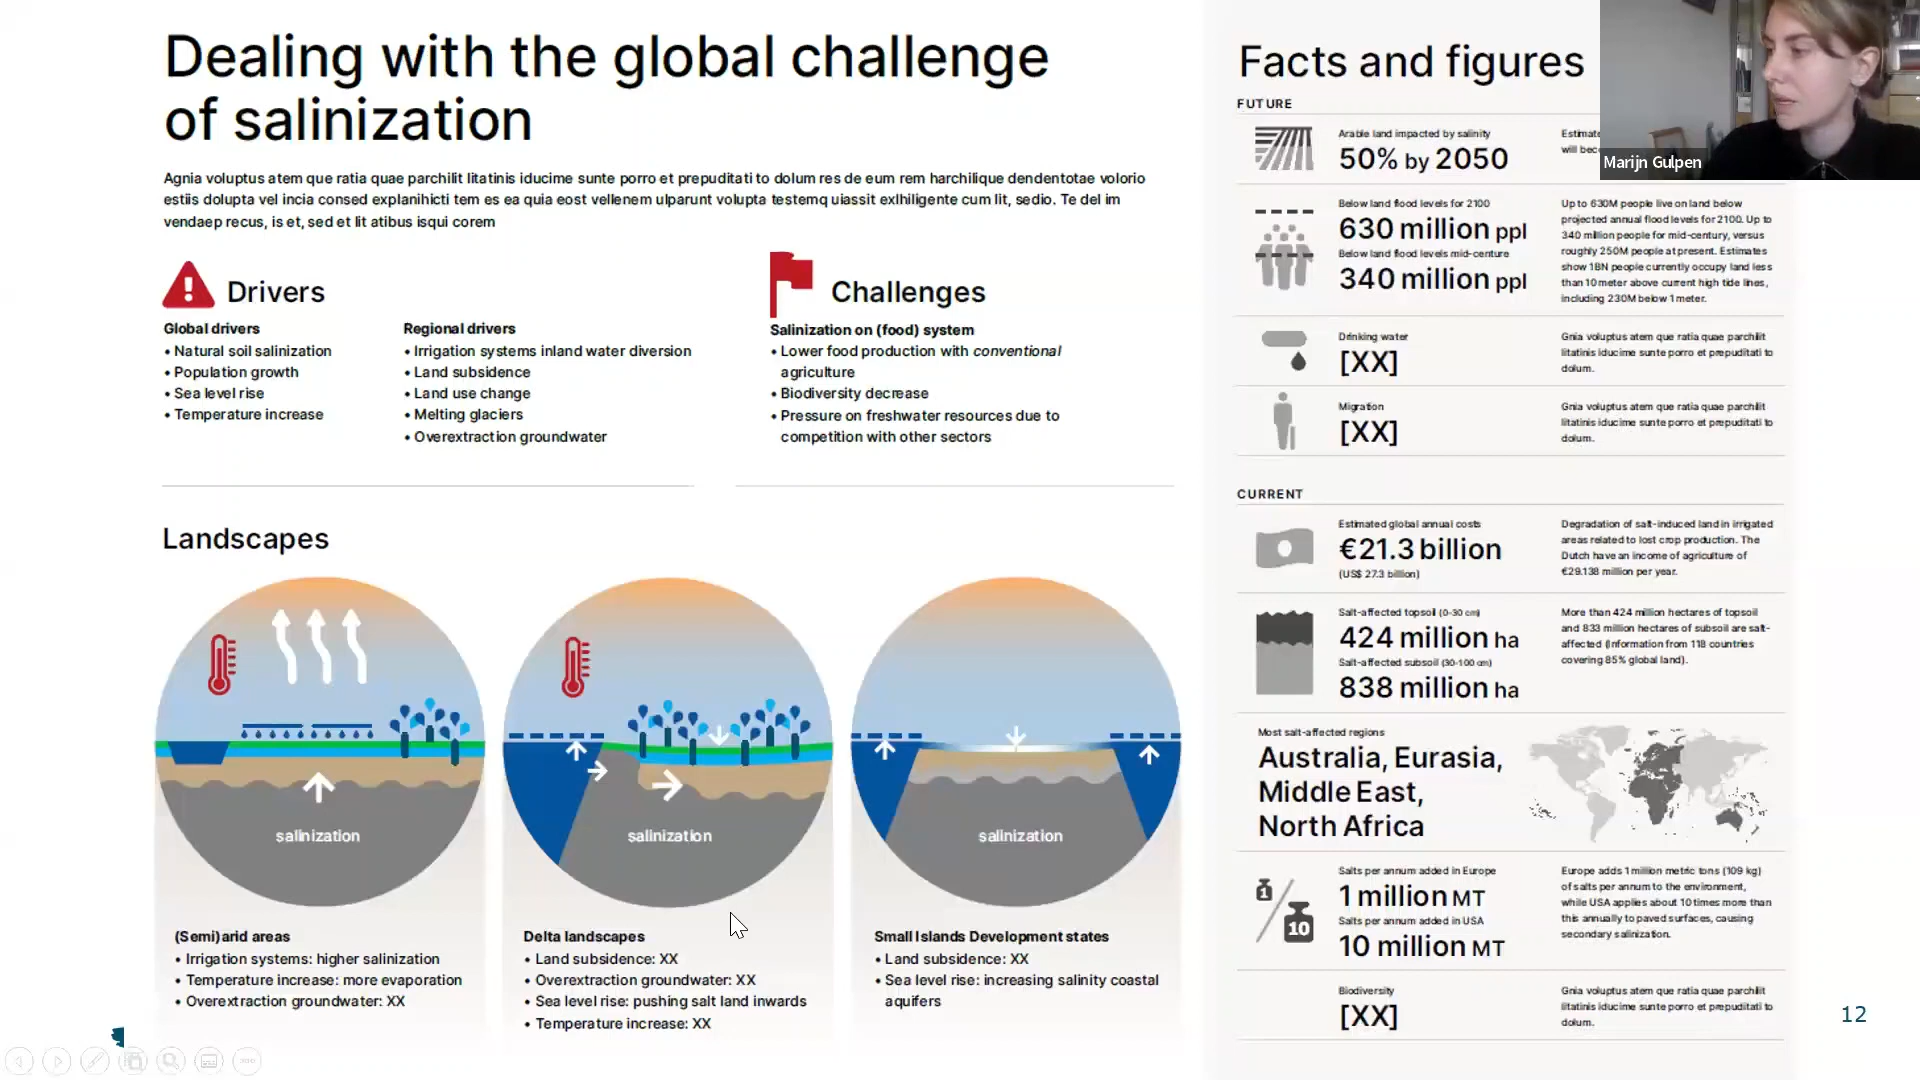 Dealing with the global challenge
of salinization
Agnia voluptus atem que ratia quae parchilit litatinis iducime sunte porro et prepuditati to dolum res de eum rem harchilique dendentotae volorio
estiis dolupta vel incia consed explanihicti tem es ea quia eost vellenem ulparunt volupta testemq uiassit exlhiligente cum lit, sedio. Te del im
vendaep recus, is et, sed et lit atibus isqui corem
Drivers
Global drivers
• Natural soil salinization
• Population growth
• Sea level rise
• Temperature increase
Regional drivers
• Irrigation systems inland water diversion
• Land subsidence
• Land use change
• Melting glaciers
• Overextraction groundwater
Challenges
Salinization on (food) system
• Lower food production with conventional
agriculture
• Biodiversity decrease
• Pressure on freshwater resources due to
competition with other sectors
Landscapes
salinization
salinization
salinization
(Semi)arid areas
• Irrigation systems: higher salinization
• Temperature increase: more evaporation
• Overextraction groundwater: XX
Delta landscapes
• Land subsidence: XX
• Overextraction groundwater: XX
• Sea level rise: pushing salt land inwards
• Temperature increase: XX
Small Islands Development states
• Land subsidence: XX
• Sea level rise: increasing salinity coastal
aquifers
Facts and figures
FUTURE
Arable land impacted by salinity
50% by 2050
Marijn Gulpen
Below land flood levels for 2100
630 million ppl
Below land flood levels mid-centure
340 million ppl
Up to 630M people live on land below
projected annual flood levels for 2100. Up to
340 million people for mid-century, versus
roughly 250M people at present. Estimates
show 1BN people currently occupy land less
than 10 meter above current high tide lines,
including 230M below 1 meter.
Drinking water
[XX]
Gnia voluptus atem que ratia quae parchilit
litatinis iducime sunte porro et prepuditati to
dolum.
Migration
[XX]
Gnia voluptus atem que ratia quae parchilit
litatinis iducime sunte porro et prepuditati to
dolum.
CURRENT
Estimated global annual costs
€21.3 billion
(US$ 27.3 billion)
Degradation of salt-induced land in irrigated
areas related to lost crop production. The
Dutch have an income of agriculture of
€29.138 million per year.
Salt-affected topsoil (0-30 cm)
424 million ha
Salt-affected subsoil (30-100 cm)
838 million ha
More than 424 million hectares of topsoil
and 833 million hectares of subsoil are salt-
affected (information from 118 countries
covering 85% global land).
Most salt-affected regions
Australia, Eurasia,
Middle East,
North Africa
1
10
Salts per annum added in Europe
1 million MT
Salts per annum added in USA
10 million MT
Europe adds 1 million metric tons (109 kg)
of salts per annum to the environment,
while USA applies about 10 times more than
this annually to paved surfaces, causing
secondary salinization.
Biodiversity
[XX]
Gnia voluptus atem que ratia quae parchilit
litatinis iducime sunte porro et prepuditati to
dolum.
12